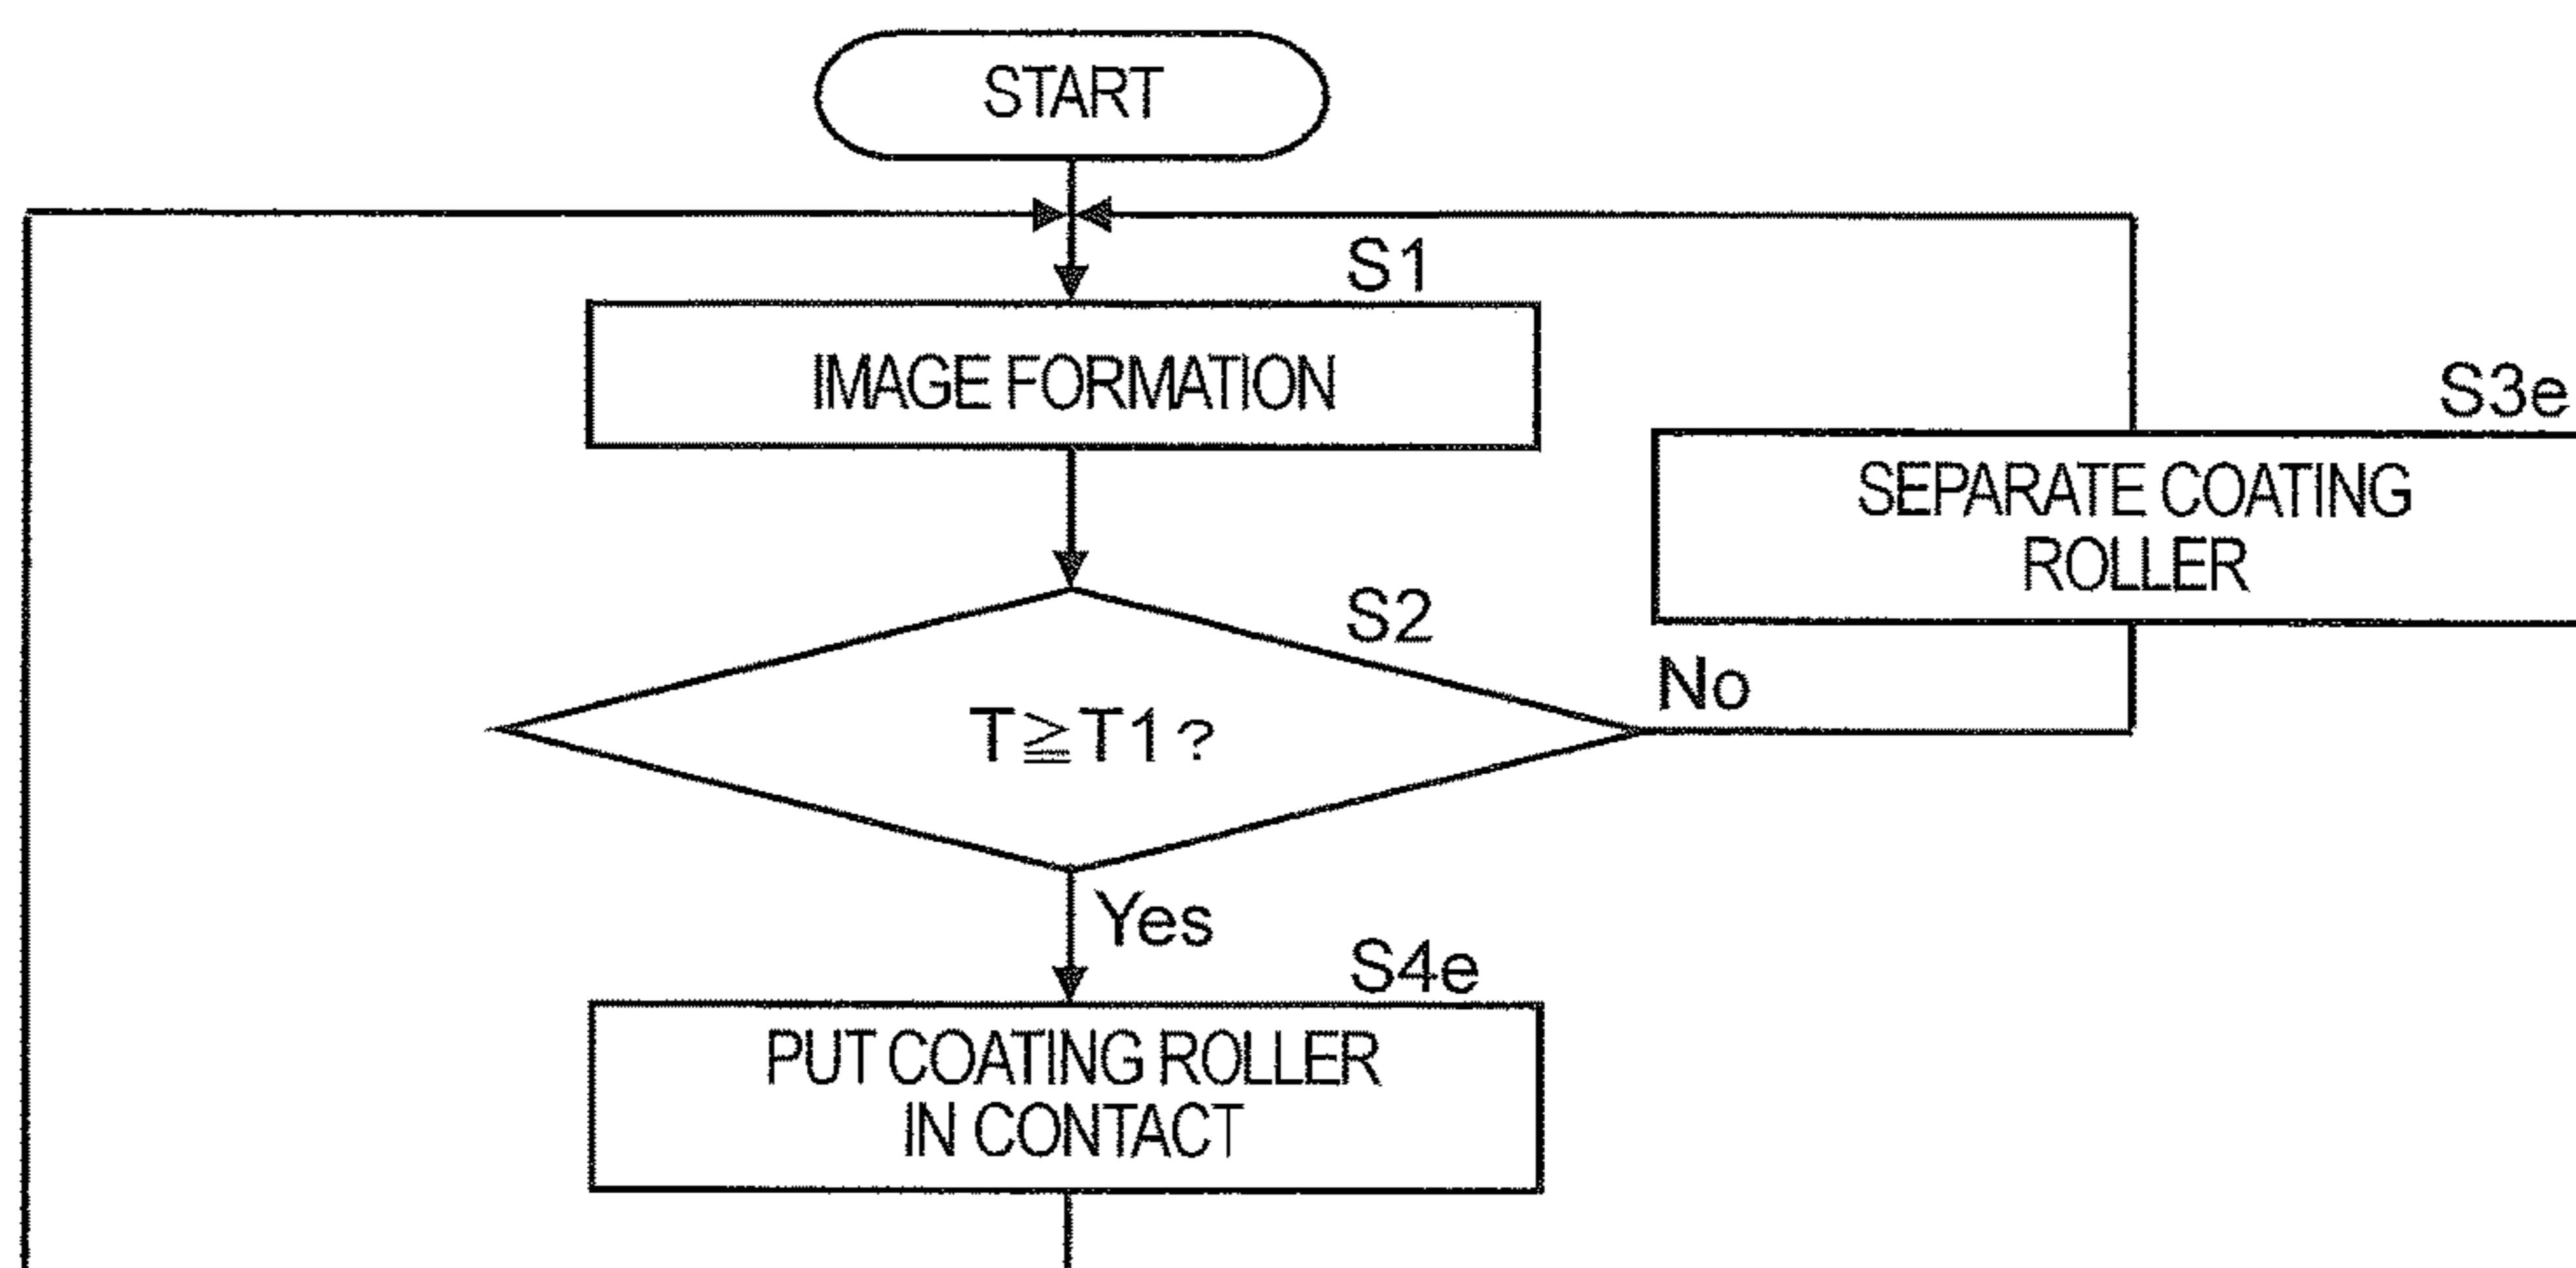 START
S1
IMAGE FORMATION
S3e
SEPARATE COATING
ROLLER
S2
T≧T1?
No
Yes
S4e
PUT COATING ROLLER
IN CONTACT